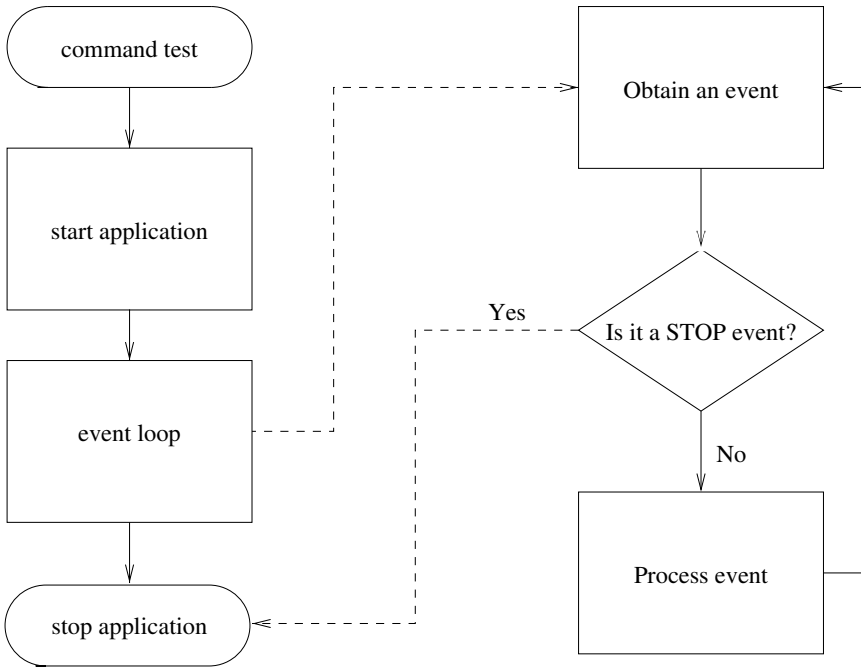 command test
start application
event loop
stop application
Obtain an event
Is it a STOP event?
Yes
No
Process event